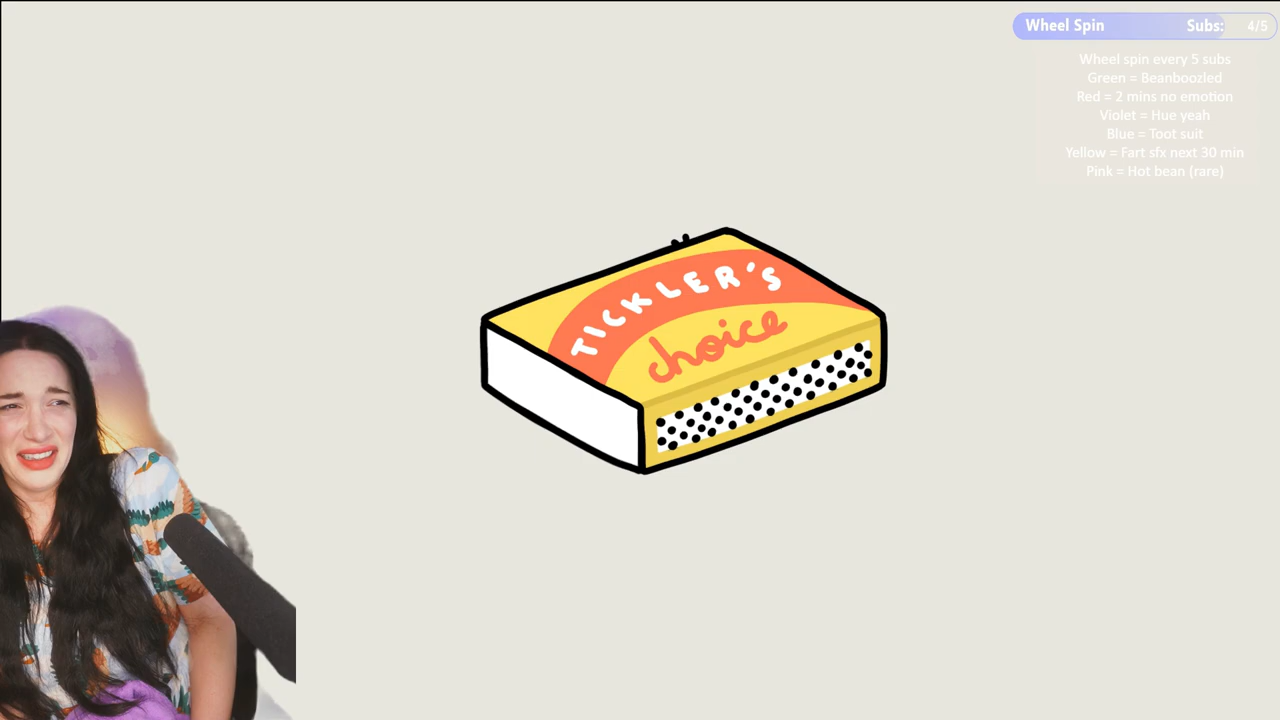 Wheel Spin Subs: 4/5
Wheel spin every 5 subs
Green = Beanboozled
Red = 2 mins no emotion
Violet = Hue yeah
Blue = Toot suit
Yellow = Fart sfx next 30 min
Pink = Hot bean (rare)
TICKLER'S
choice